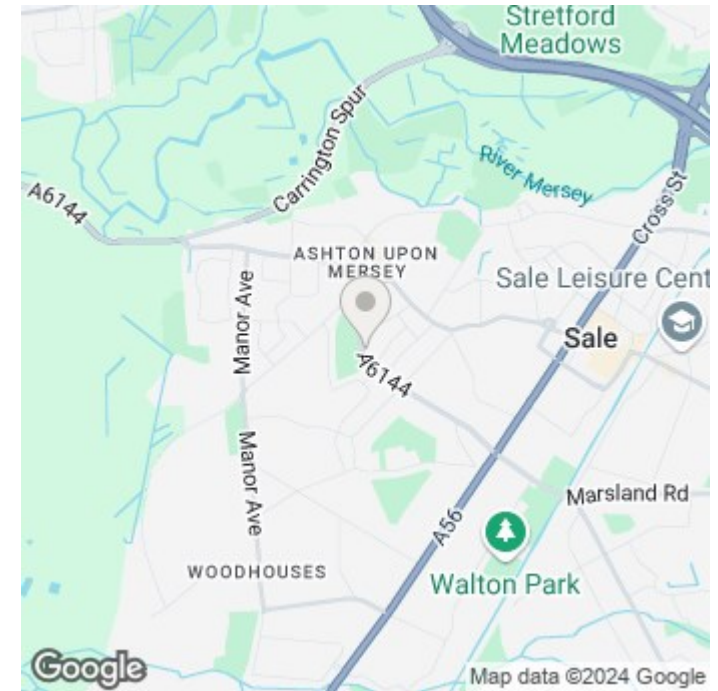 Stretford
Meadows
Carrington Spur
River Mersey
A6144
Cross St
ASHTON UPON
MERSEY
Sale Leisure Cent
Manor Ave
Sale
A6144
Manor Ave
Marsland Rd
A56
WOODHOUSES
Walton Park
Google
Map data ©2024 Google